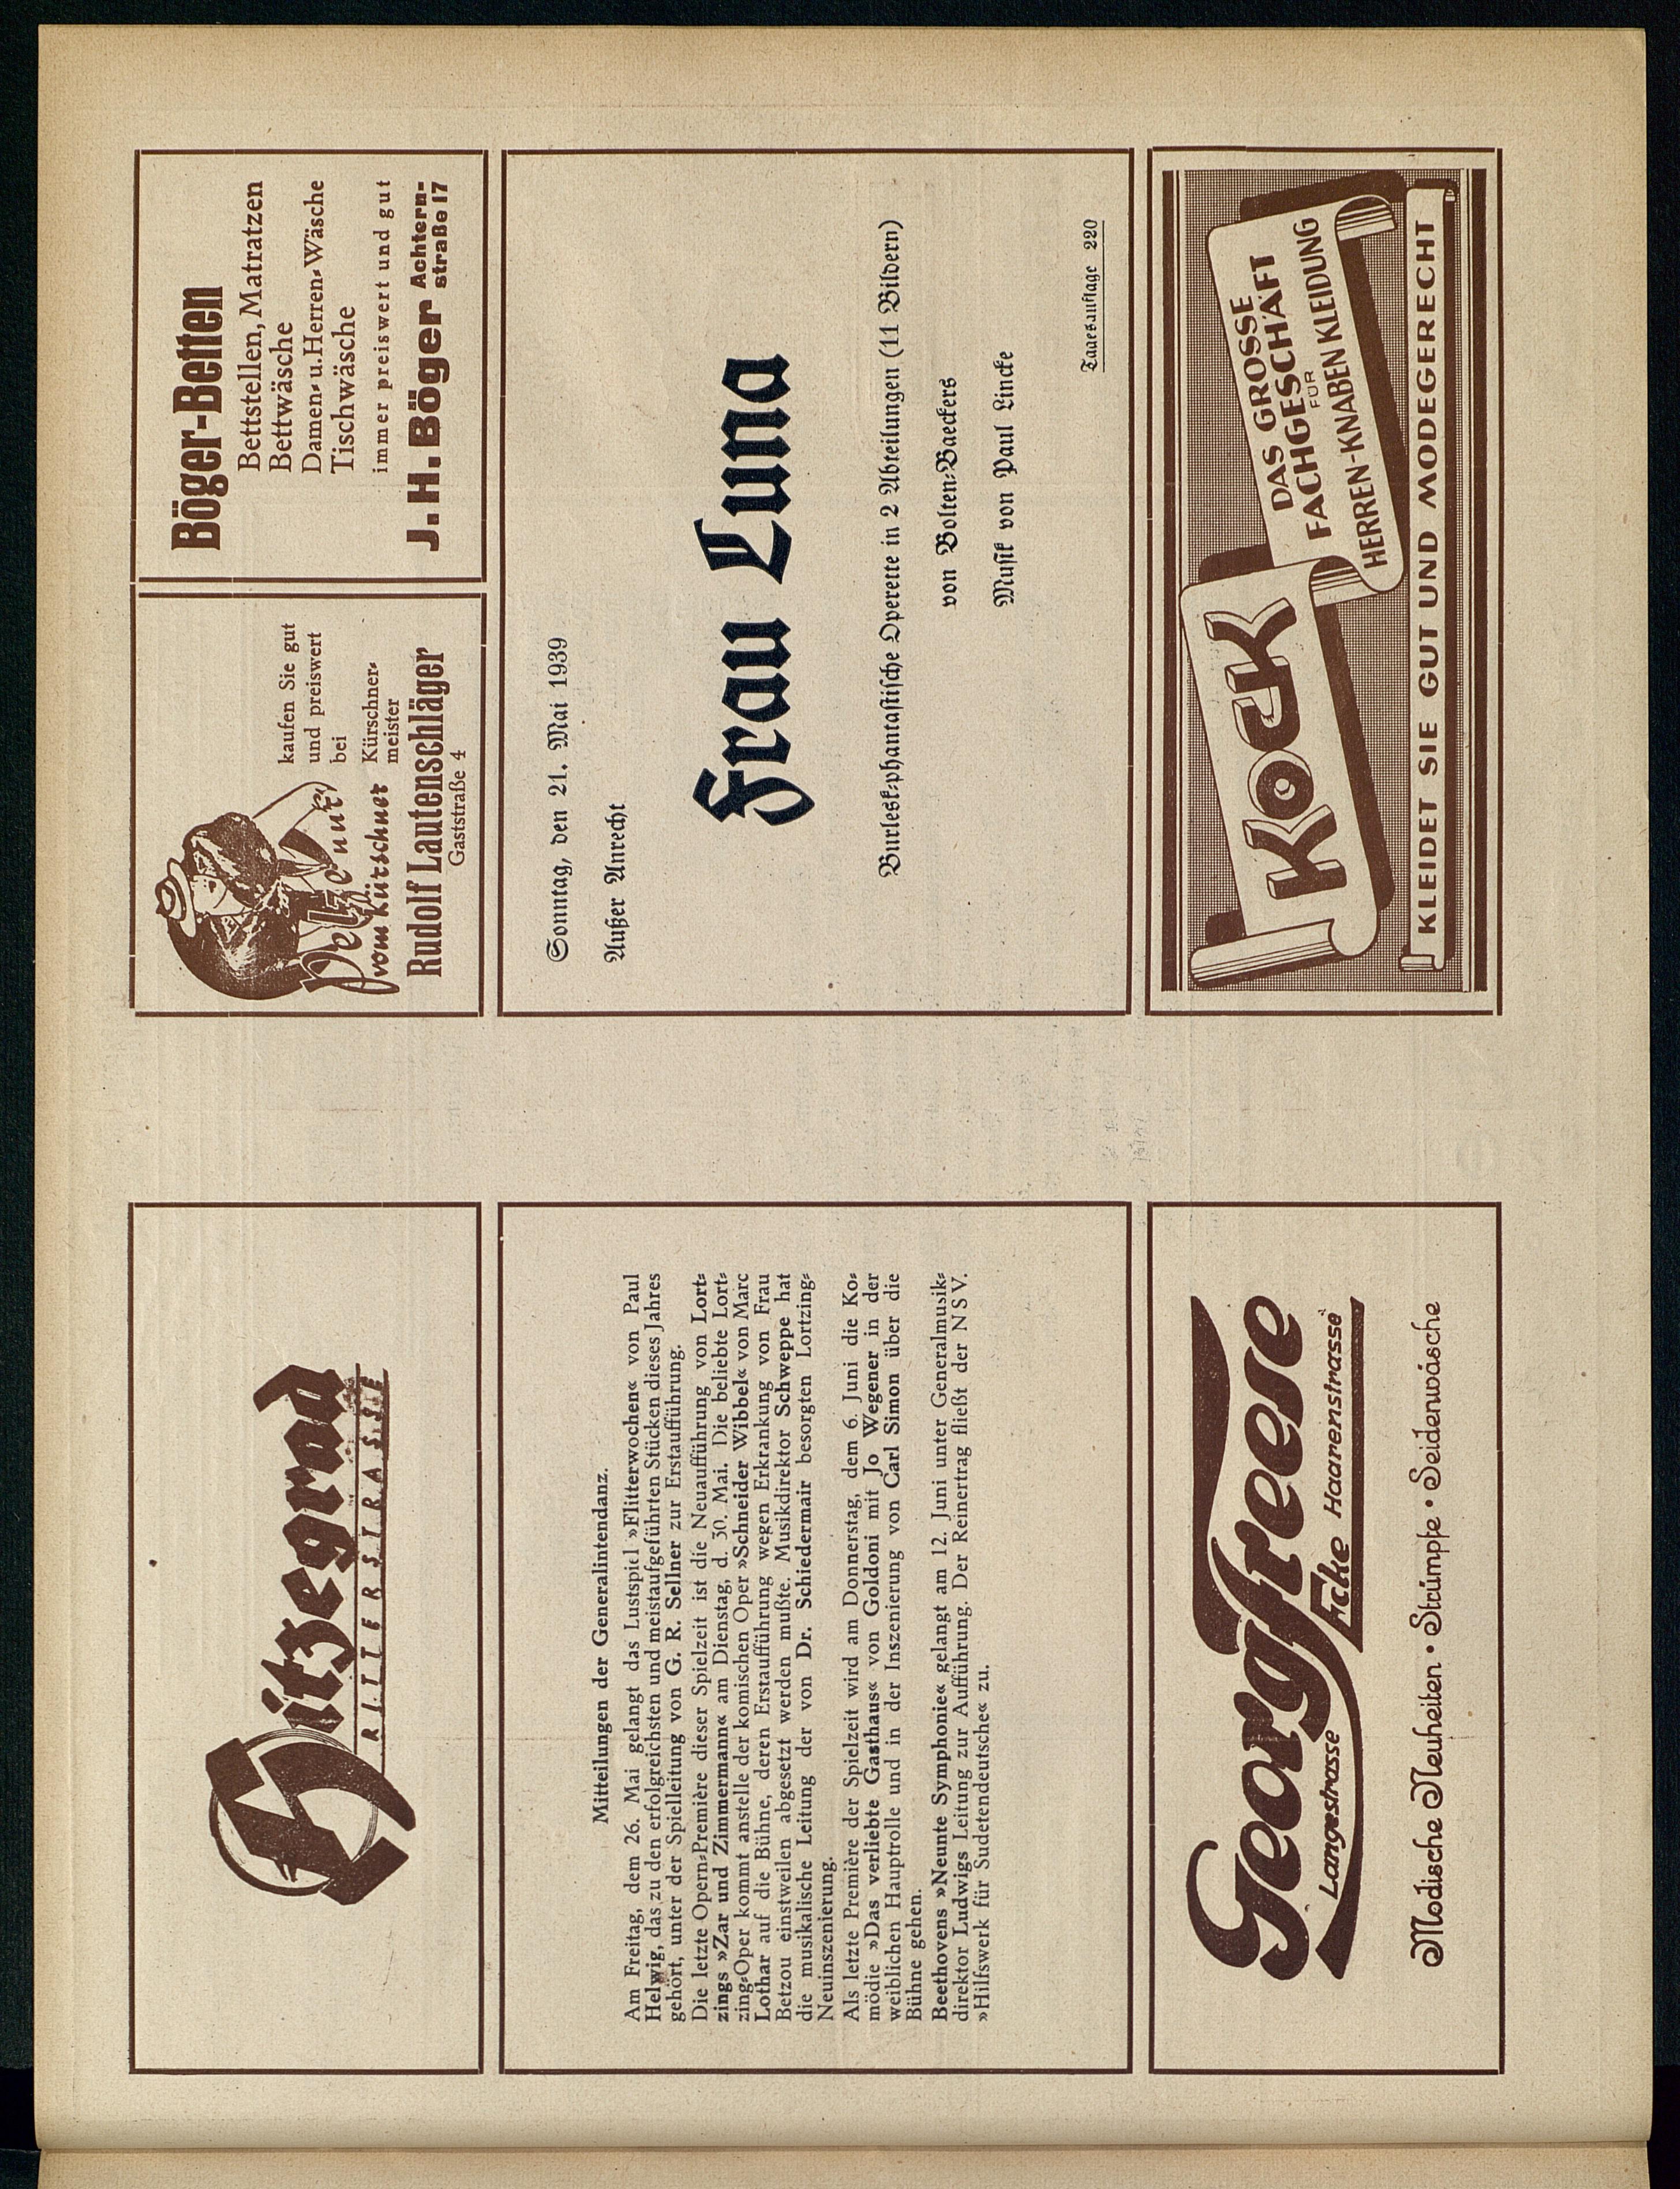 Hitzegrad
RITTERSTRASSE
Mitteilungen der Generalintendanz.
Am Freitag, dem 26. Mai gelangt das Lustspiel »Flitterwochen« von Paul
Helwig, das zu den erfolgreichsten und meistaufgeführten Stücken dieses Jahres
gehört, unter der Spielleitung von G. R. Sellner zur Erstaufführung.
Die letzte Opern-Première dieser Spielzeit ist die Neuaufführung von Lort-
zings »Zar und Zimmermann« am Dienstag, d. 30. Mai. Die beliebte Lort-
zing-Oper kommt anstelle der komischen Oper »Schneider Wibbel« von Marc
Lothar auf die Bühne, deren Erstaufführung wegen Erkrankung von Frau
Betzou einstweilen abgesetzt werden mußte. Musikdirektor Schweppe hat
die musikalische Leitung der von Dr. Schiedermair besorgten Lortzing-
Neuinszenierung.
Als letzte Première der Spielzeit wird am Donnerstag, dem 6. Juni die Ko-
mödie »Das verliebte Gasthaus« von Goldoni mit Jo Wegener in der
weiblichen Hauptrolle und in der Inszenierung von Carl Simon über die
Bühne gehen.
Beethovens »Neunte Symphonie« gelangt am 12. Juni unter Generalmusik-
direktor Ludwigs Leitung zur Aufführung. Der Reinertrag fließt der NSV.
»Hilfswerk für Sudetendeutsche« zu.
Georg Freese
Langestrasse
Ecke Haarenstrasse
Modische Neuheiten • Strümpfe • Seidenwäsche
Pelze nur
vom Kürschner
kaufen Sie gut
und preiswert
bei
Kürschner-
meister
Rudolf Lautenschläger
Gaststraße 4
Böger-Betten
Bettstellen, Matratzen
Bettwäsche
Damen- u. Herren-Wäsche
Tischwäsche
immer preiswert und gut
J. H. Böger Achtern-
straße 17
Sonntag, den 21. Mai 1939
Außer Anrecht
Frau Luna
Burlesk-phantastische Operette in 2 Abteilungen (11 Bildern)
von Bolten-Baeckers
Musik von Paul Lincke
Tagesauflage 220
KOCK
DAS GROSSE
FACHGESCHÄFT
FÜR
HERREN-KNABEN KLEIDUNG
KLEIDET SIE GUT UND MODEGERECHT